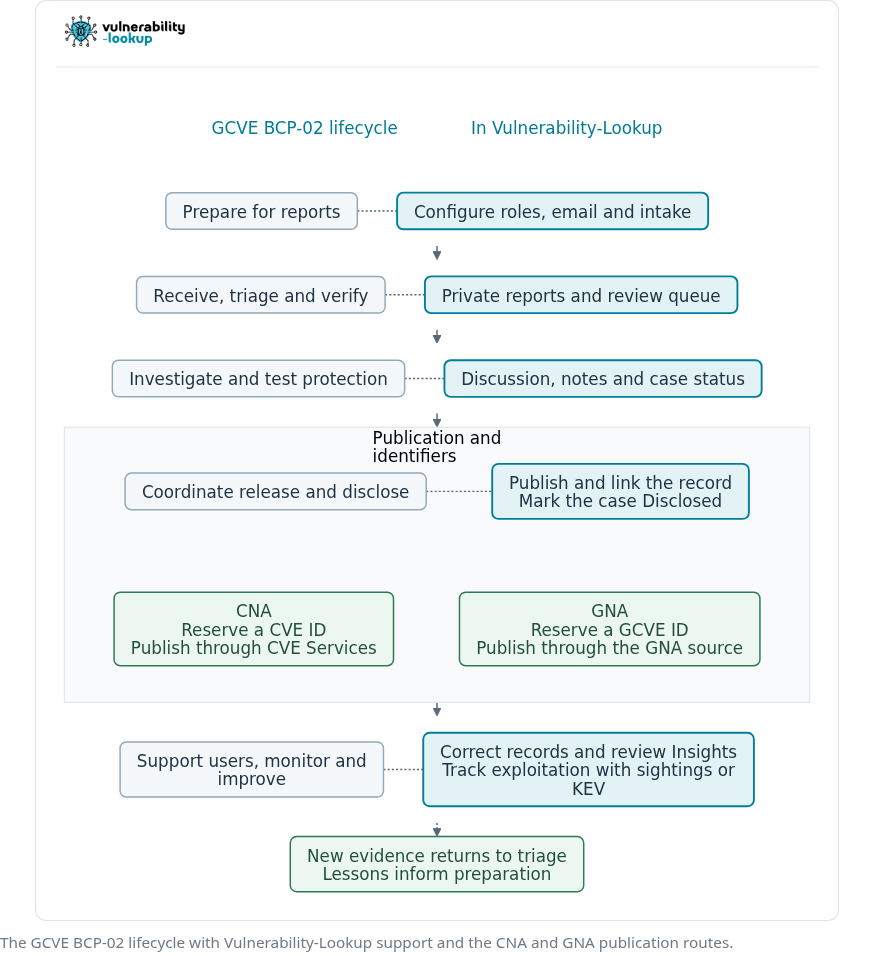 vulnerability
-lookup
GCVE BCP-02 lifecycle
In Vulnerability-Lookup
Prepare for reports
Configure roles, email and intake
Receive, triage and verify
Private reports and review queue
Investigate and test protection
Discussion, notes and case status
Publication and
identifiers
Coordinate release and disclose
Publish and link the record
Mark the case Disclosed
CNA
Reserve a CVE ID
Publish through CVE Services
GNA
Reserve a GCVE ID
Publish through the GNA source
Support users, monitor and
improve
Correct records and review Insights
Track exploitation with sightings or
KEV
New evidence returns to triage
Lessons inform preparation
The GCVE BCP-02 lifecycle with Vulnerability-Lookup support and the CNA and GNA publication routes.